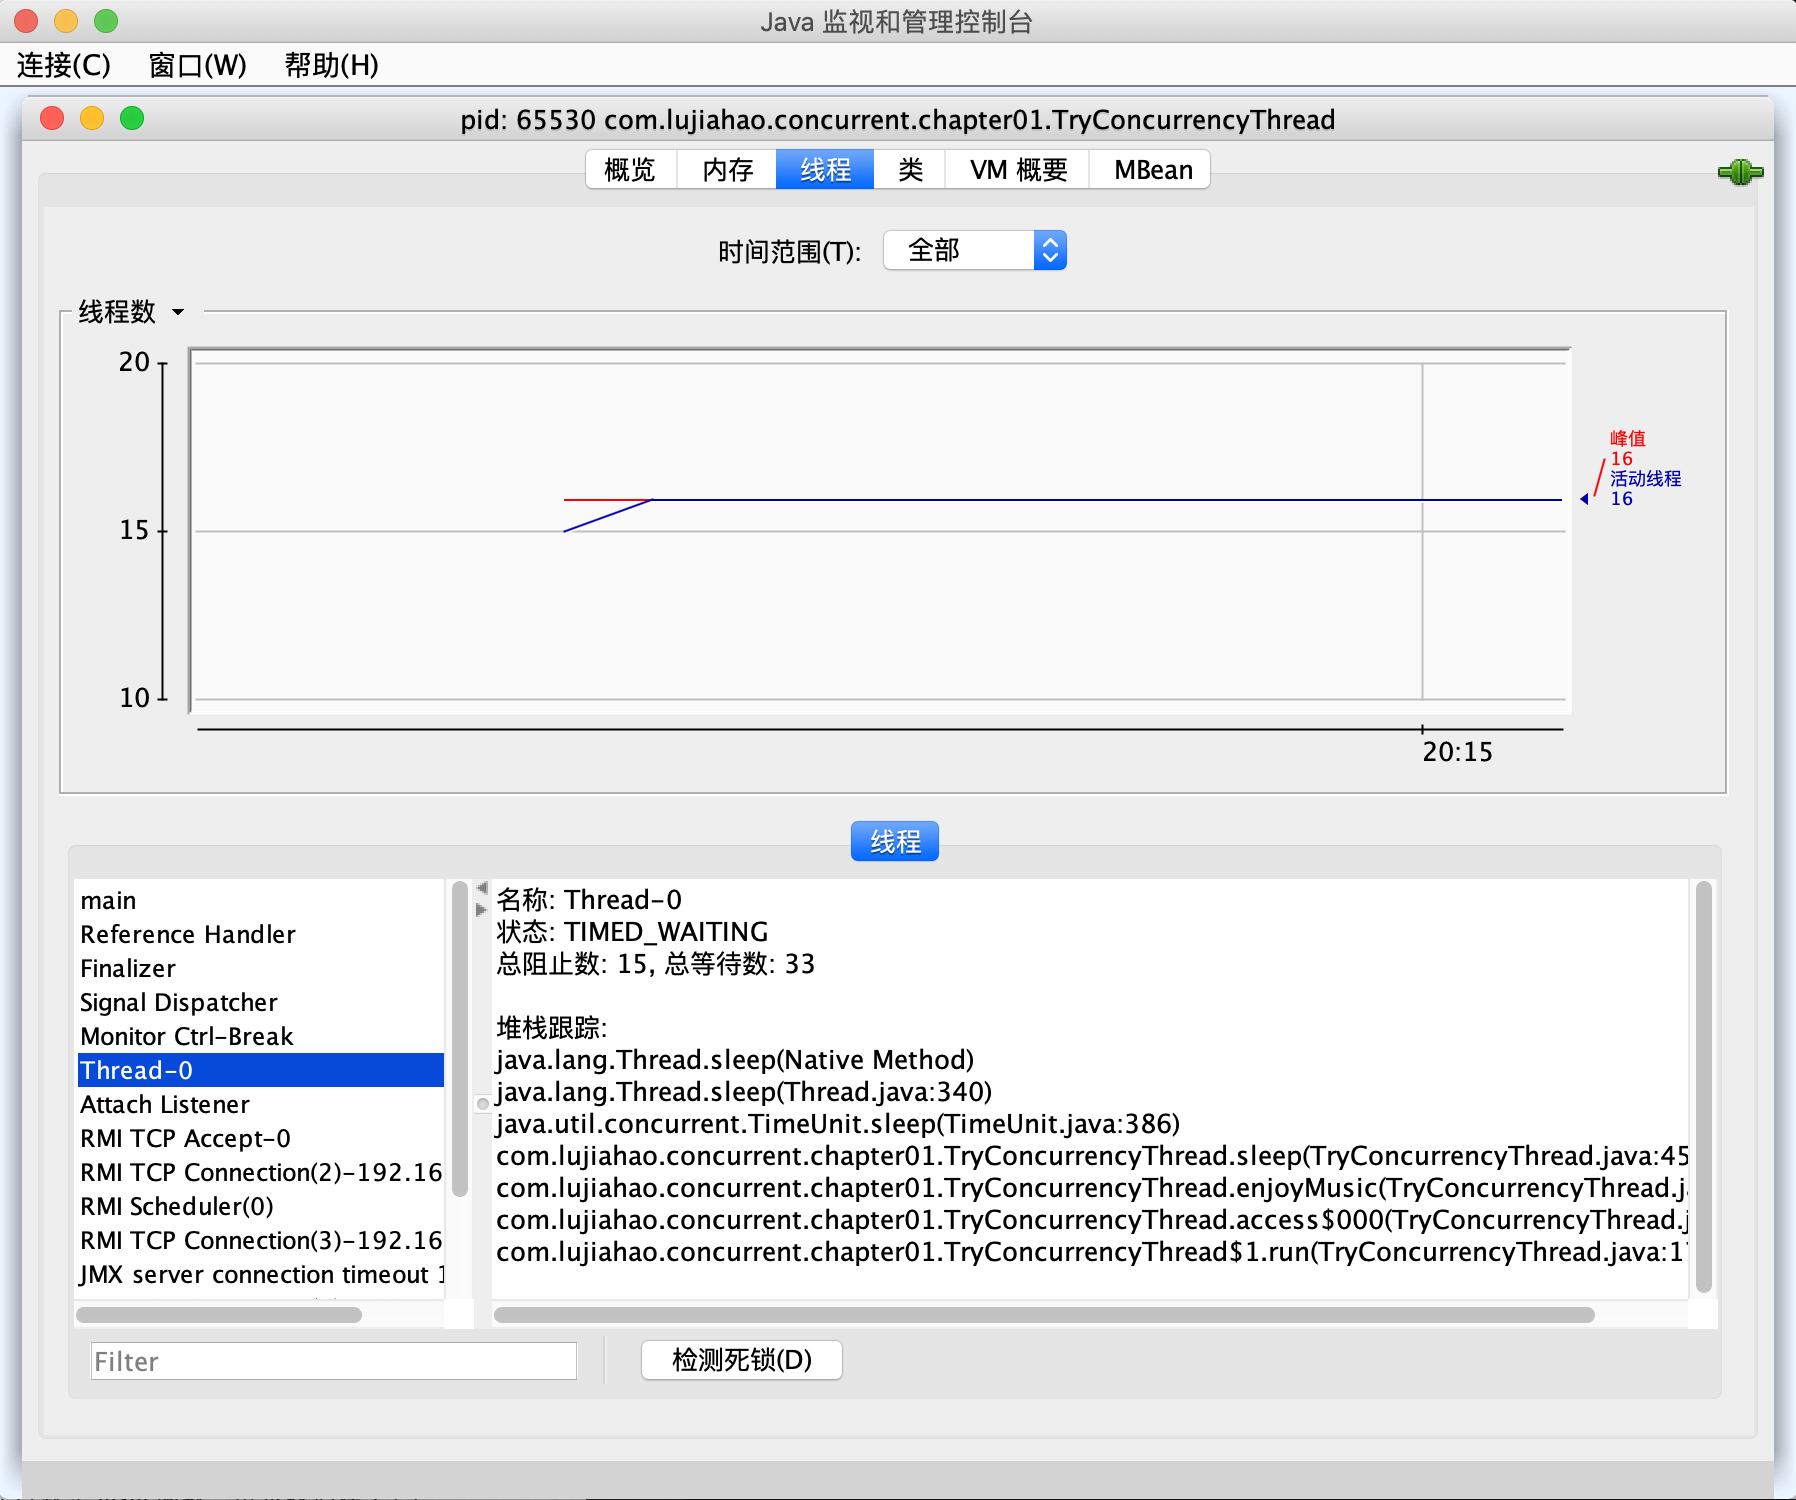 Java 监视和管理控制台
连接(C) 窗口(W) 帮助(H)
pid: 65530 com.lujiahao.concurrent.chapter01.TryConcurrencyThread
概览 内存 线程 类 VM 概要 MBean
时间范围(T): 全部
线程数
20
15
10
峰值
16
活动线程
16
20:15
线程
main
Reference Handler
Finalizer
Signal Dispatcher
Monitor Ctrl-Break
Thread-0
Attach Listener
RMI TCP Accept-0
RMI TCP Connection(2)-192.16
RMI Scheduler(0)
RMI TCP Connection(3)-192.16
JMX server connection timeout 1
名称: Thread-0
状态: TIMED_WAITING
总阻止数: 15, 总等待数: 33
堆栈跟踪:
java.lang.Thread.sleep(Native Method)
java.lang.Thread.sleep(Thread.java:340)
java.util.concurrent.TimeUnit.sleep(TimeUnit.java:386)
com.lujiahao.concurrent.chapter01.TryConcurrencyThread.sleep(TryConcurrencyThread.java:45
com.lujiahao.concurrent.chapter01.TryConcurrencyThread.enjoyMusic(TryConcurrencyThread.j
com.lujiahao.concurrent.chapter01.TryConcurrencyThread.access$000(TryConcurrencyThread.j
com.lujiahao.concurrent.chapter01.TryConcurrencyThread$1.run(TryConcurrencyThread.java:1
Filter
检测死锁(D)